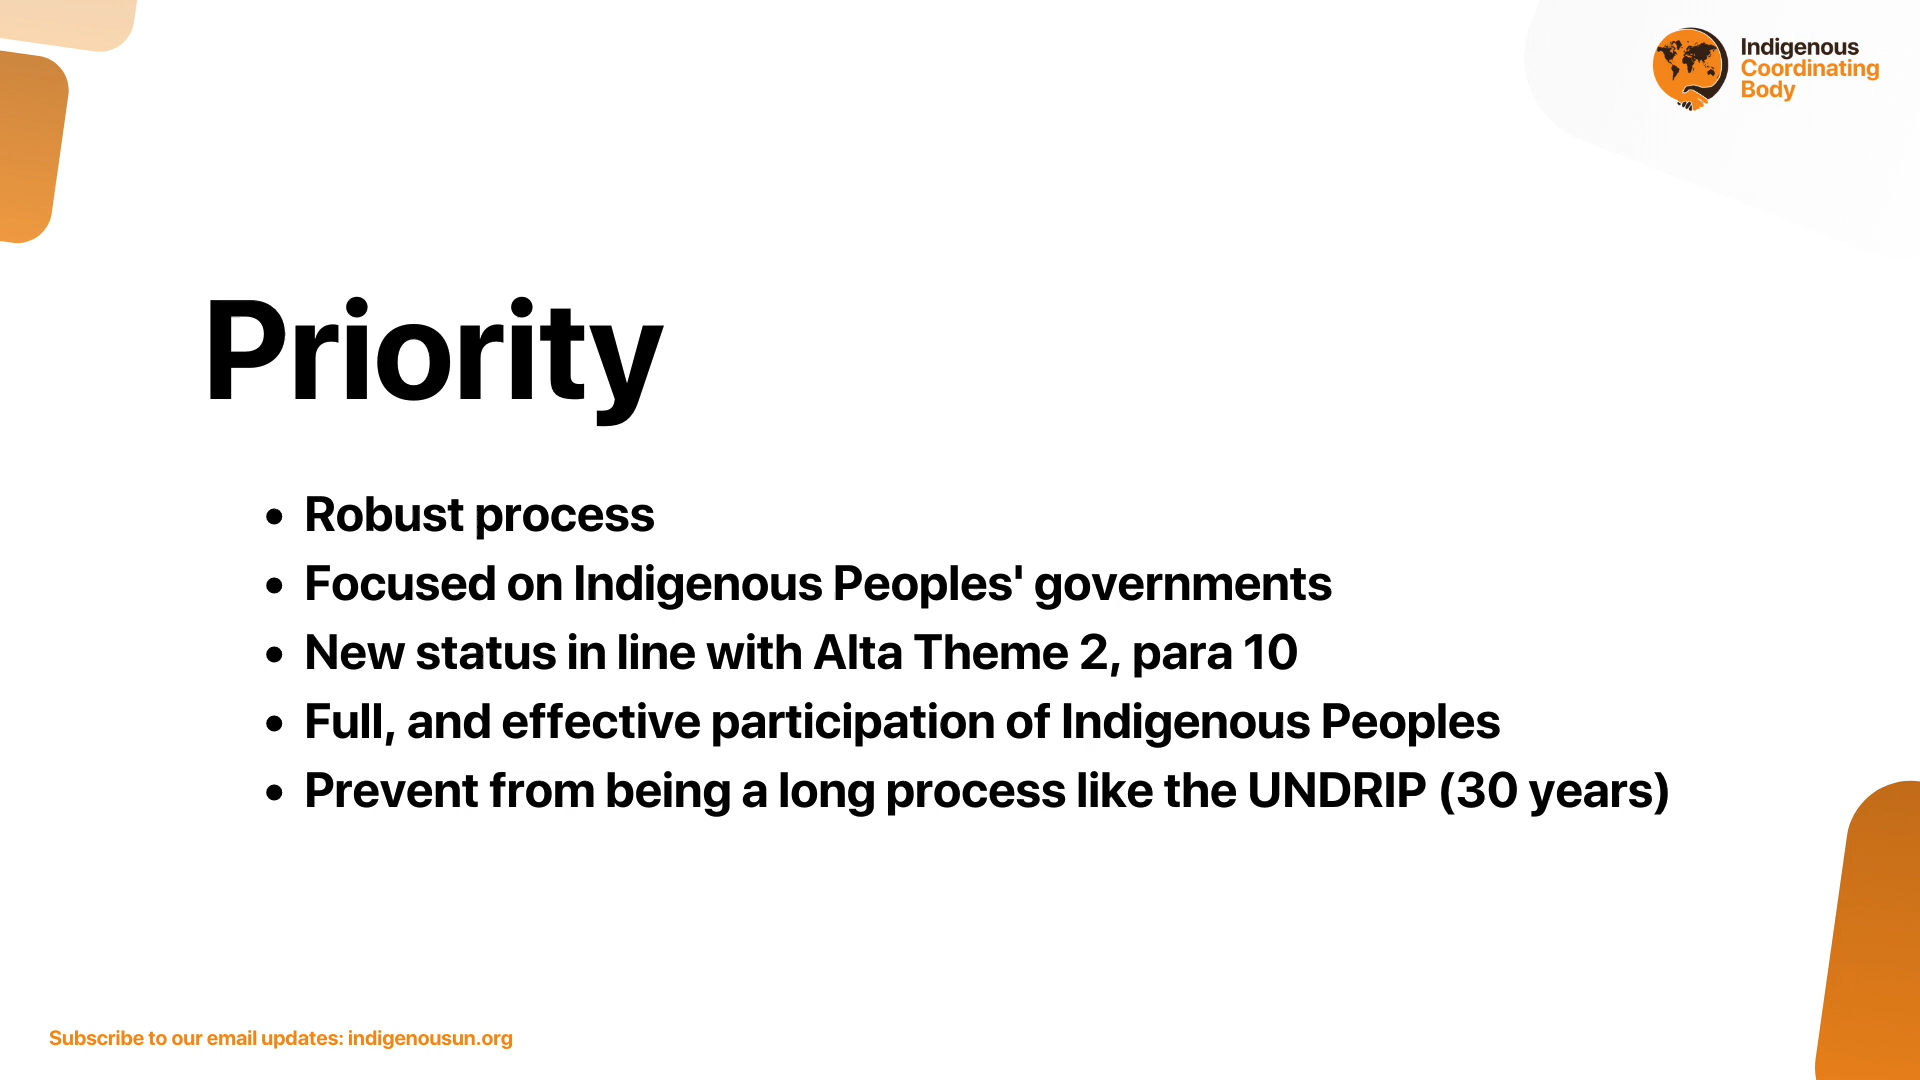 Indigenous
Coordinating
Body
Priority
• Robust process
• Focused on Indigenous Peoples' governments
• New status in line with Alta Theme 2, para 10
• Full, and effective participation of Indigenous Peoples
• Prevent from being a long process like the UNDRIP (30 years)
Subscribe to our email updates: indigenousun.org